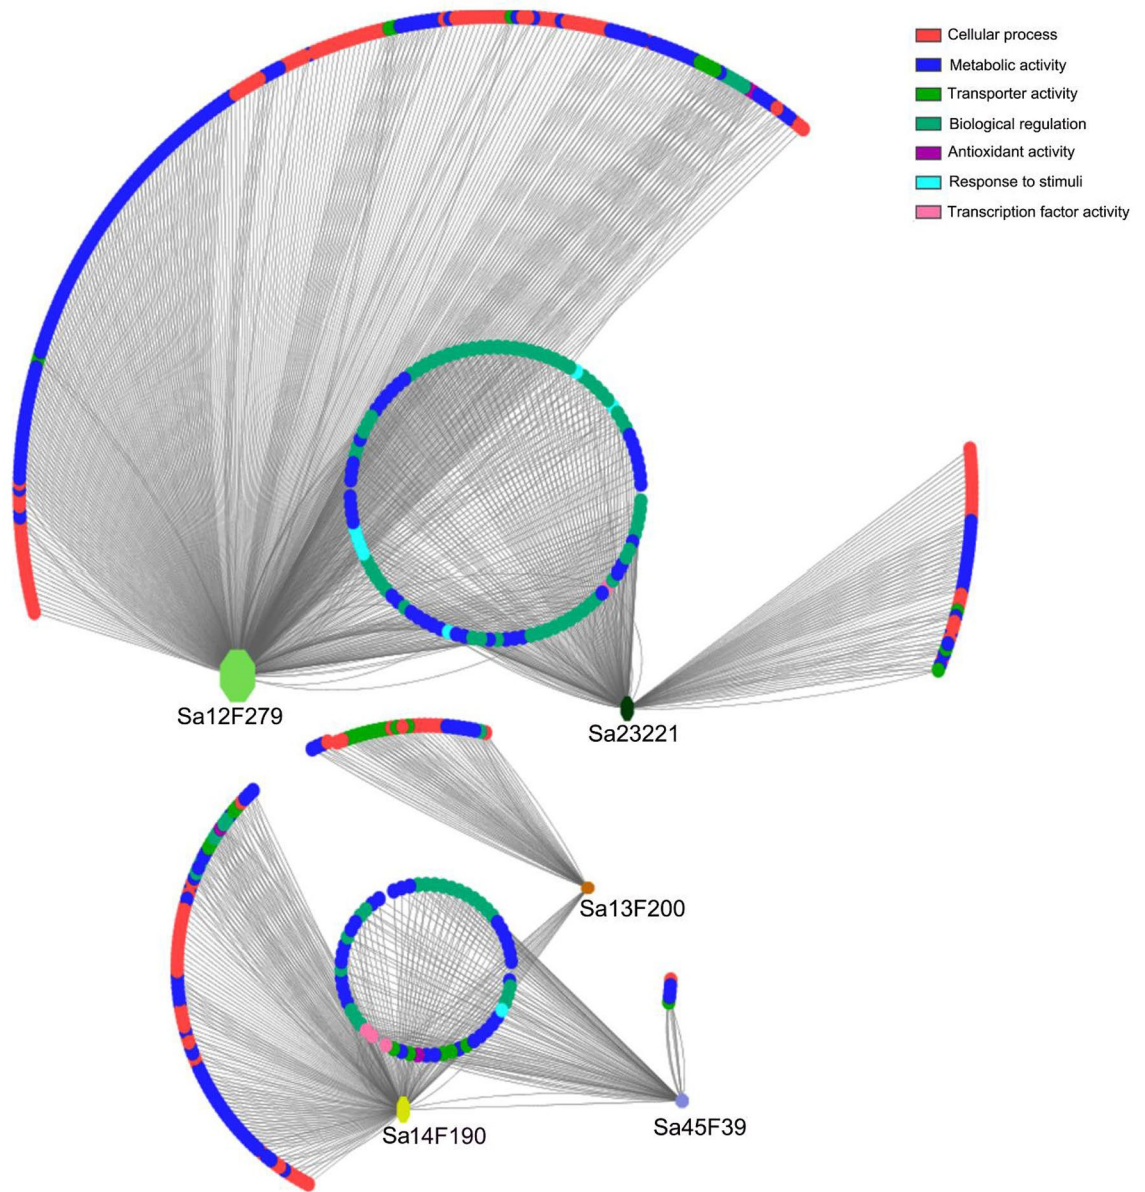 Cellular process
Metabolic activity
Transporter activity
Biological regulation
Antioxidant activity
Response to stimuli
Transcription factor activity
Sa12F279
Sa23221
Sa13F200
Sa14F190
Sa45F39